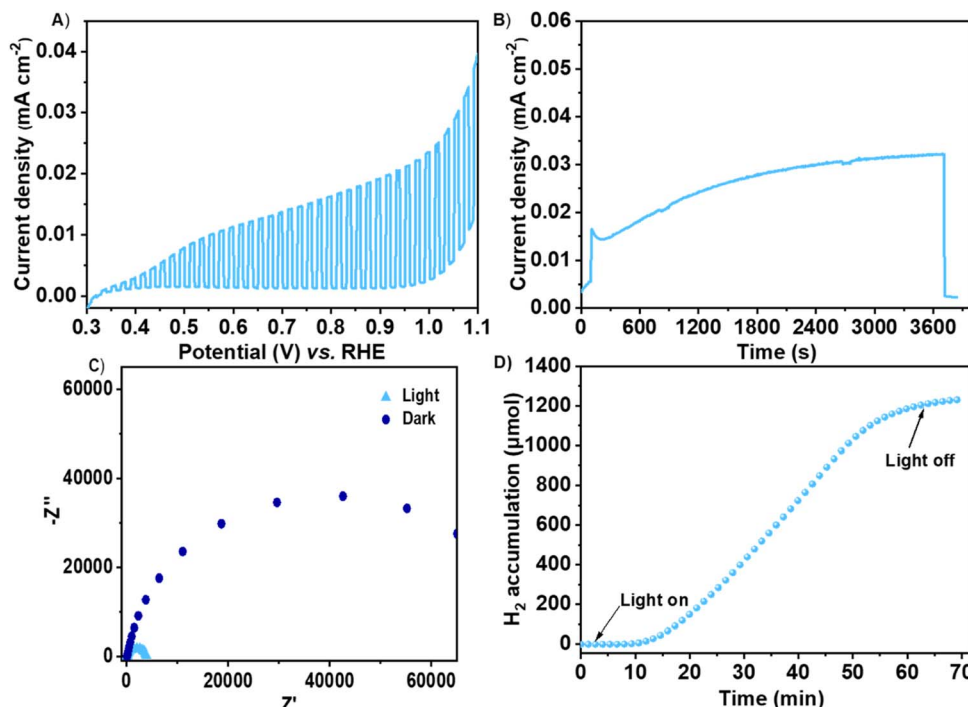 A)
Current density (mA cm-2)
0.04
0.03
0.02
0.01
0.00
0.3 0.4 0.5 0.6 0.7 0.8 0.9 1.0 1.1
Potential (V) vs. RHE
B)
Current density (mA cm-2)
0.06
0.05
0.04
0.03
0.02
0.01
0.00
0 600 1200 1800 2400 3000 3600
Time (s)
C)
-Z''
60000
40000
20000
0
Light
Dark
0 20000 40000 60000
Z'
D)
H2 accumulation (μmol)
1400
1200
1000
800
600
400
200
0
Light on
Light off
0 10 20 30 40 50 60 70
Time (min)